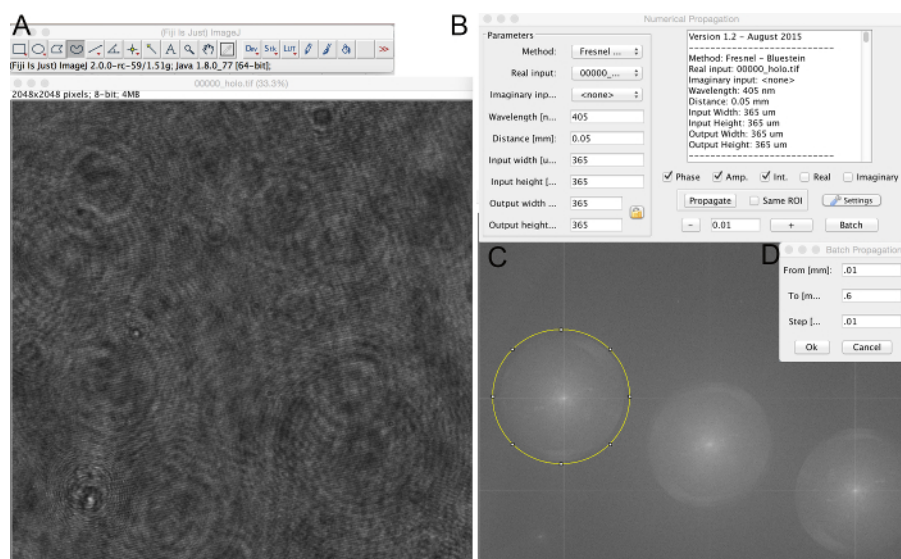 A
(Fiji Is Just) ImageJ
Dev
Stk
LUT
A
>>
(Fiji Is Just) ImageJ 2.0.0-rc-59/1.51g; Java 1.8.0_77 [64-bit];
00000_holo.tif (33.3%)
2048x2048 pixels; 8-bit; 4MB
B
Numerical Propagation
Parameters
Method: Fresnel ...
Real input: 00000_...
Imaginary inp... <none>
Wavelength [n... 405
Distance [mm]: 0.05
Input width [u... 365
Input height [... 365
Output width ... 365
Output height... 365
Version 1.2 - August 2015
------------------------------------
Method: Fresnel - Bluestein
Real input: 00000_holo.tif
Imaginary input: <none>
Wavelength: 405 nm
Distance: 0.05 mm
Input Width: 365 um
Input Height: 365 um
Output Width: 365 um
Output Height: 365 um
------------------------------------
Phase Amp. Int. Real Imaginary
Propagate Same ROI Settings
- 0.01 + Batch
C
D
Batch Propagation
From [mm]: .01
To [m... .6
Step [... .01
Ok Cancel